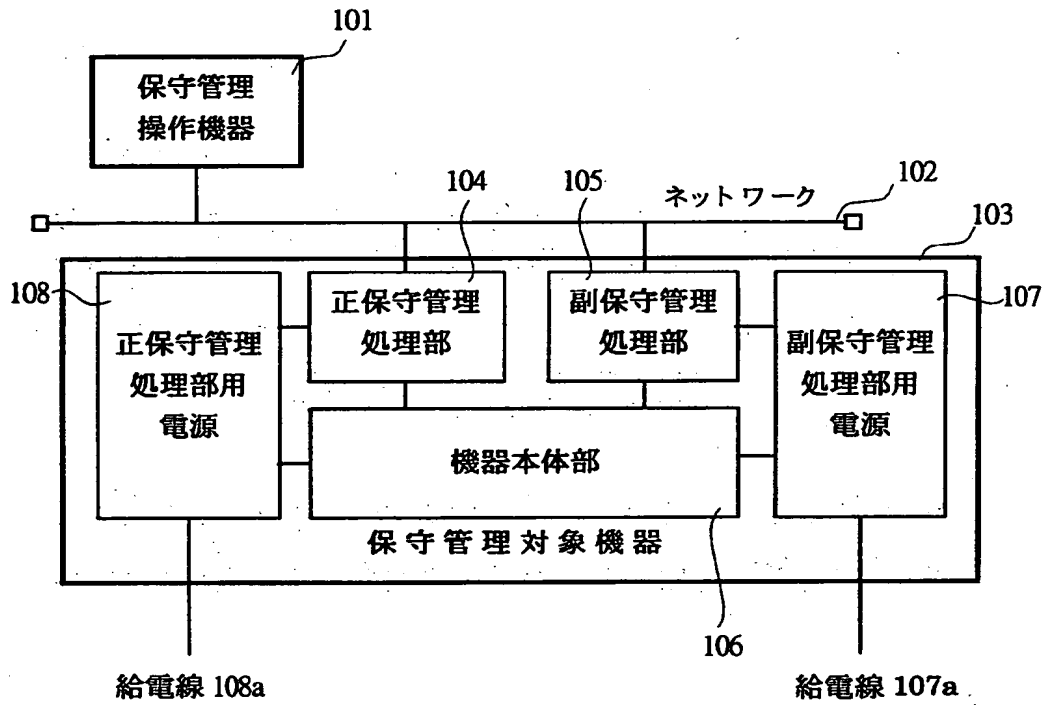 101
保守管理
操作機器
104
105
ネットワーク
102
103
108
正保守管理
処理部用
電源
正保守管理
処理部
副保守管理
処理部
副保守管理
処理部用
電源
107
機器本体部
保守管理対象機器
106
給電線 108a
給電線 107a